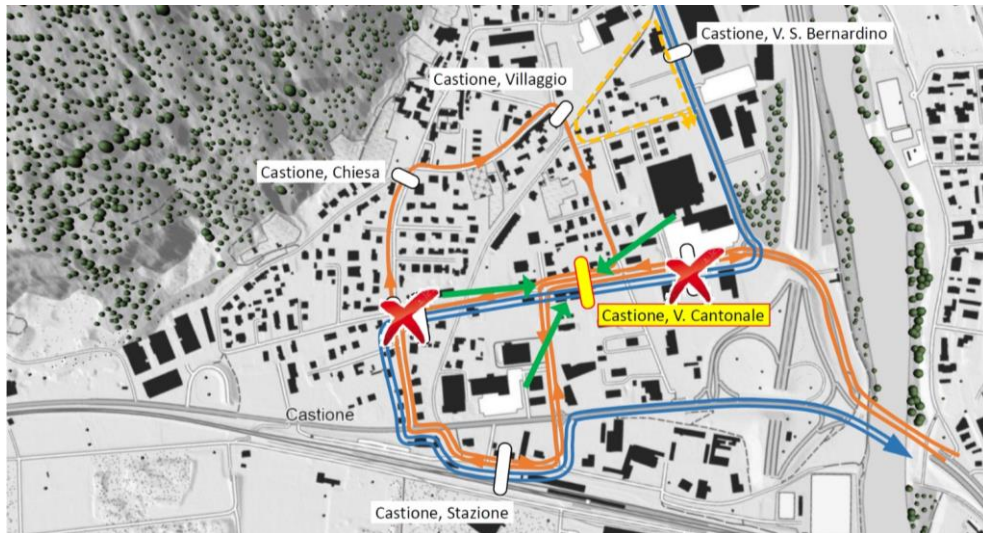 Castione, V. S. Bernardino
Castione, Villaggio
Castione, Chiesa
Castione, V. Cantonale
Castione
Castione, Stazione